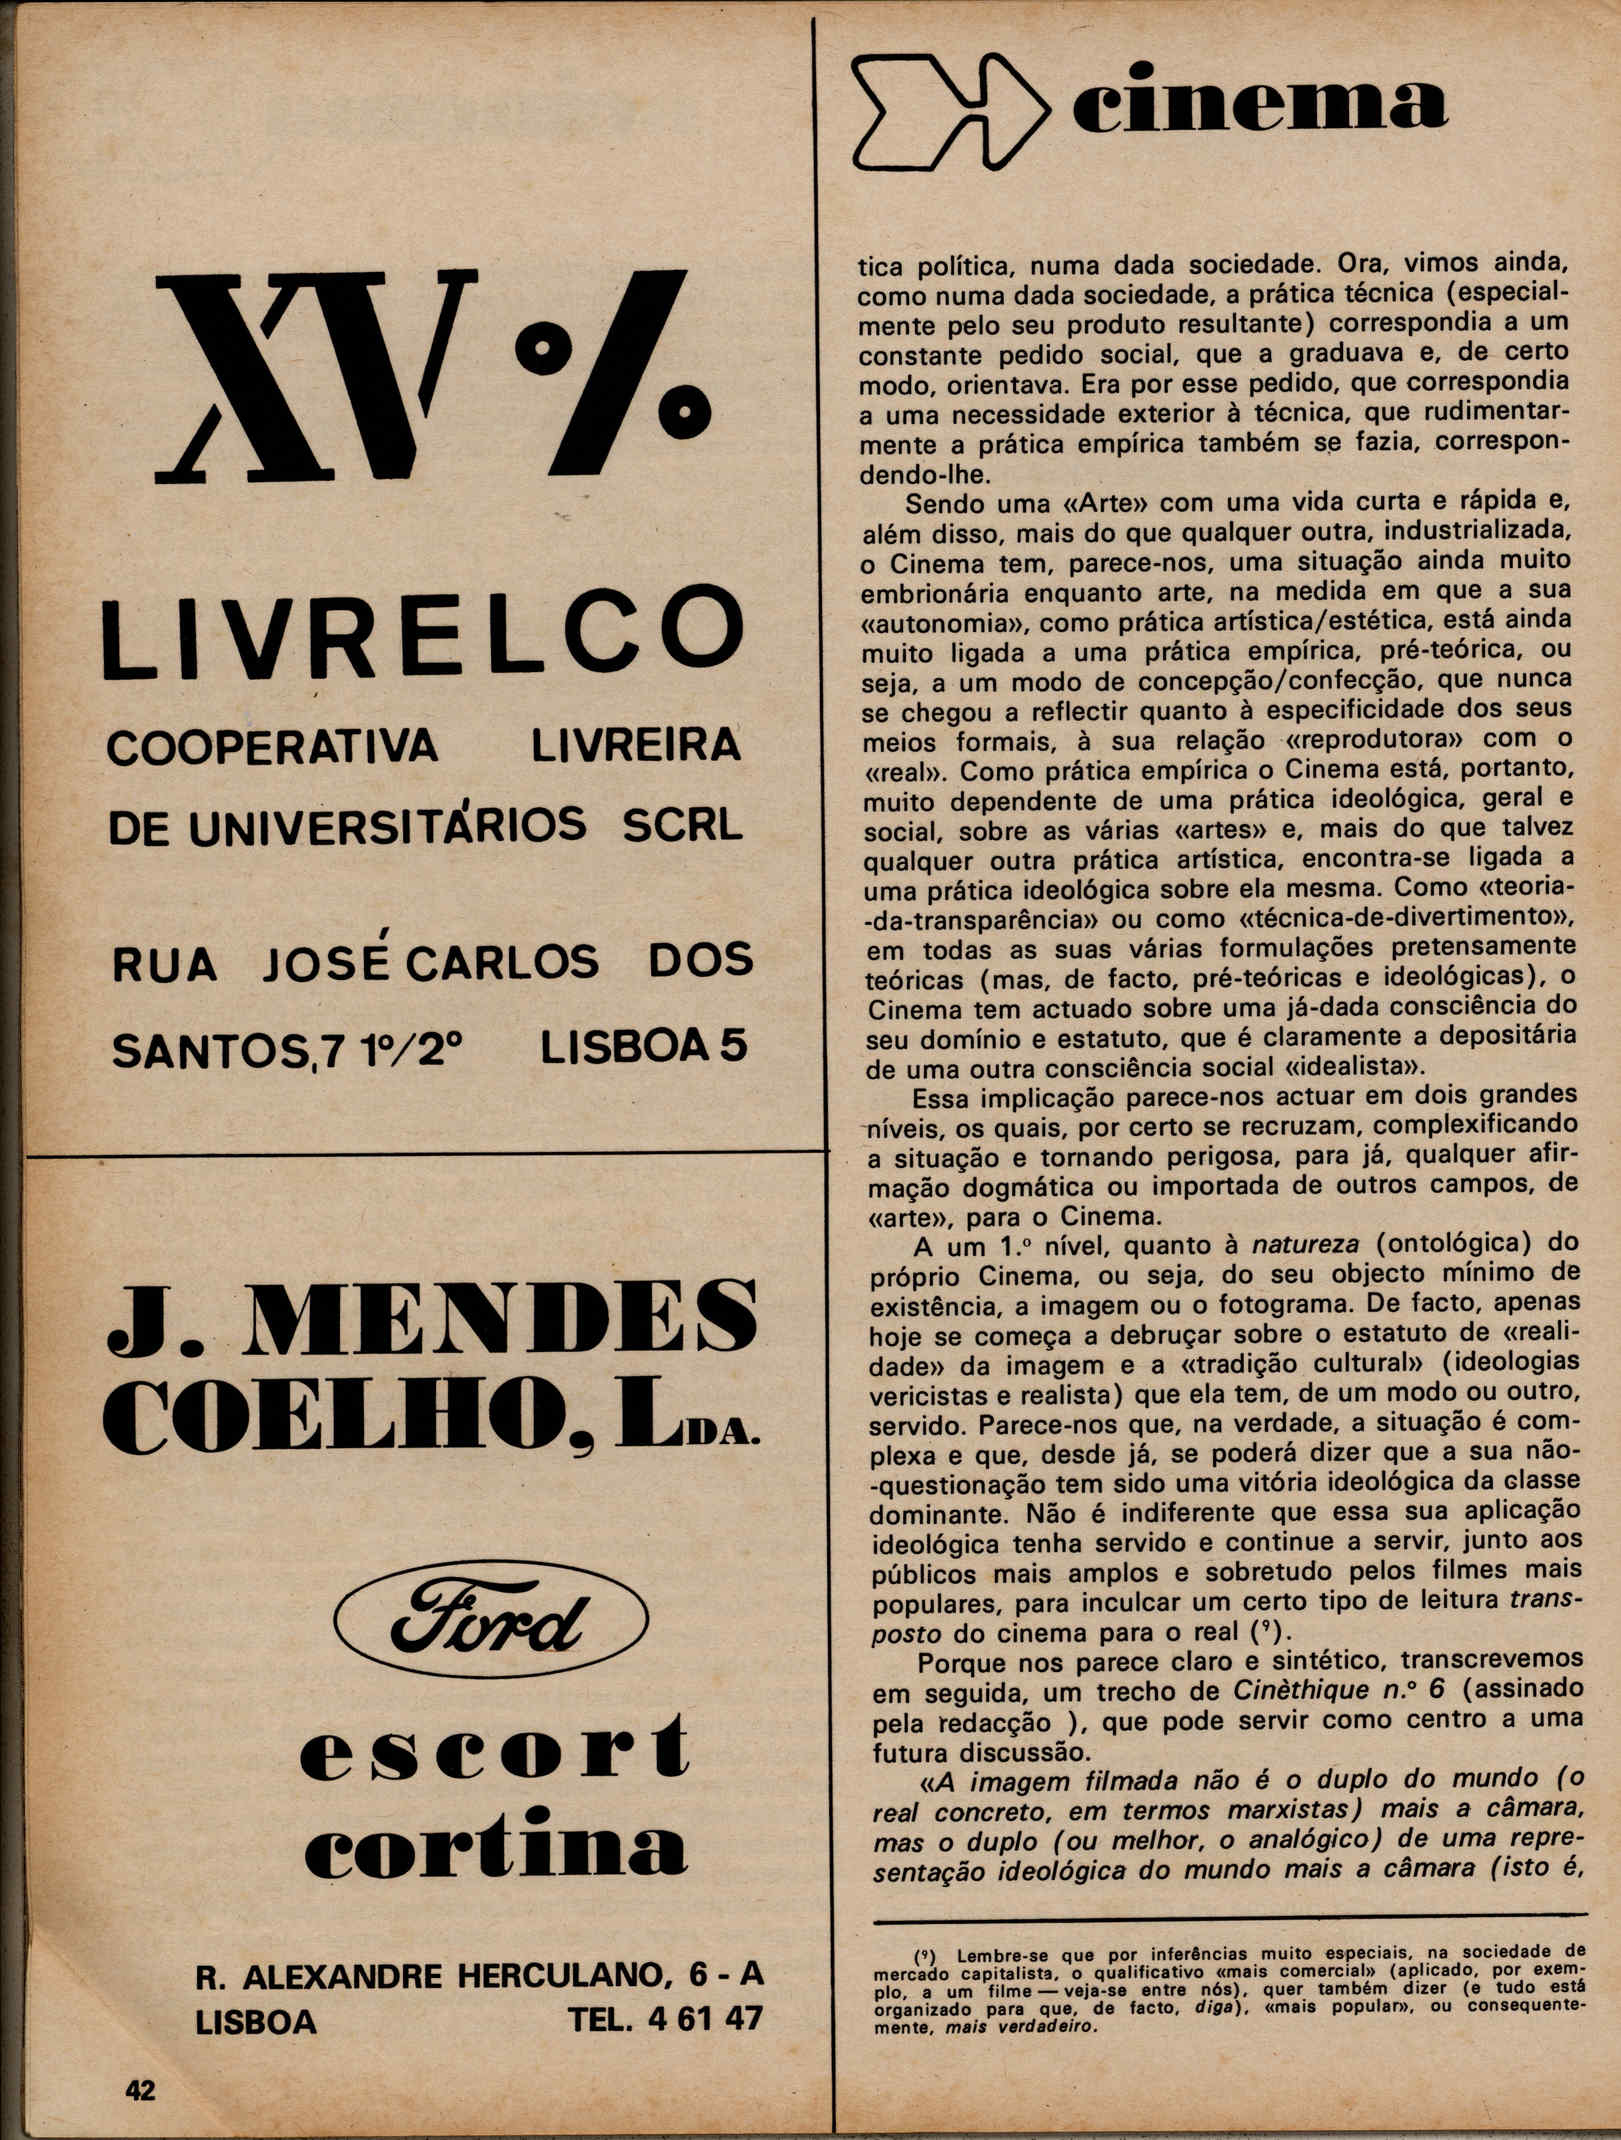 XV%
LIVRELCO
COOPERATIVA LIVREIRA
DE UNIVERSITÁRIOS SCRL
RUA JOSÉ CARLOS DOS
SANTOS,7 1º/2º LISBOA 5
J. MENDES
COELHO, LDA.
Ford
escort
cortina
R. ALEXANDRE HERCULANO, 6 - A
LISBOA TEL. 4 61 47
42
cinema
tica política, numa dada sociedade. Ora, vimos ainda,
como numa dada sociedade, a prática técnica (especial-
mente pelo seu produto resultante) correspondia a um
constante pedido social, que a graduava e, de certo
modo, orientava. Era por esse pedido, que correspondia
a uma necessidade exterior à técnica, que rudimentar-
mente a prática empírica também se fazia, correspon-
dendo-lhe.
Sendo uma «Arte» com uma vida curta e rápida e,
além disso, mais do que qualquer outra, industrializada,
o Cinema tem, parece-nos, uma situação ainda muito
embrionária enquanto arte, na medida em que a sua
«autonomia», como prática artística/estética, está ainda
muito ligada a uma prática empírica, pré-teórica, ou
seja, a um modo de concepção/confecção, que nunca
se chegou a reflectir quanto à especificidade dos seus
meios formais, à sua relação «reprodutora» com o
«real». Como prática empírica o Cinema está, portanto,
muito dependente de uma prática ideológica, geral e
social, sobre as várias «artes» e, mais do que talvez
qualquer outra prática artística, encontra-se ligada a
uma prática ideológica sobre ela mesma. Como «teoria-
-da-transparência» ou como «técnica-de-divertimento»,
em todas as suas várias formulações pretensamente
teóricas (mas, de facto, pré-teóricas e ideológicas), o
Cinema tem actuado sobre uma já-dada consciência do
seu domínio e estatuto, que é claramente a depositária
de uma outra consciência social «idealista».
Essa implicação parece-nos actuar em dois grandes
níveis, os quais, por certo se recruzam, complexificando
a situação e tornando perigosa, para já, qualquer afir-
mação dogmática ou importada de outros campos, de
«arte», para o Cinema.
A um 1.º nível, quanto à natureza (ontológica) do
próprio Cinema, ou seja, do seu objecto mínimo de
existência, a imagem ou o fotograma. De facto, apenas
hoje se começa a debruçar sobre o estatuto de «reali-
dade» da imagem e a «tradição cultural» (ideologias
vericistas e realista) que ela tem, de um modo ou outro,
servido. Parece-nos que, na verdade, a situação é com-
plexa e que, desde já, se poderá dizer que a sua não-
-questionação tem sido uma vitória ideológica da classe
dominante. Não é indiferente que essa sua aplicação
ideológica tenha servido e continue a servir, junto aos
públicos mais amplos e sobretudo pelos filmes mais
populares, para inculcar um certo tipo de leitura trans-
posto do cinema para o real (⁹).
Porque nos parece claro e sintético, transcrevemos
em seguida, um trecho de Cinèthique n.º 6 (assinado
pela redacção ), que pode servir como centro a uma
futura discussão.
«A imagem filmada não é o duplo do mundo (o
real concreto, em termos marxistas) mais a câmara,
mas o duplo (ou melhor, o analógico) de uma repre-
sentação ideológica do mundo mais a câmara (isto é,
(⁹) Lembre-se que por inferências muito especiais, na sociedade de
mercado capitalista, o qualificativo «mais comercial» (aplicado, por exem-
plo, a um filme — veja-se entre nós), quer também dizer (e tudo está
organizado para que, de facto, diga), «mais popular», ou consequente-
mente, mais verdadeiro.